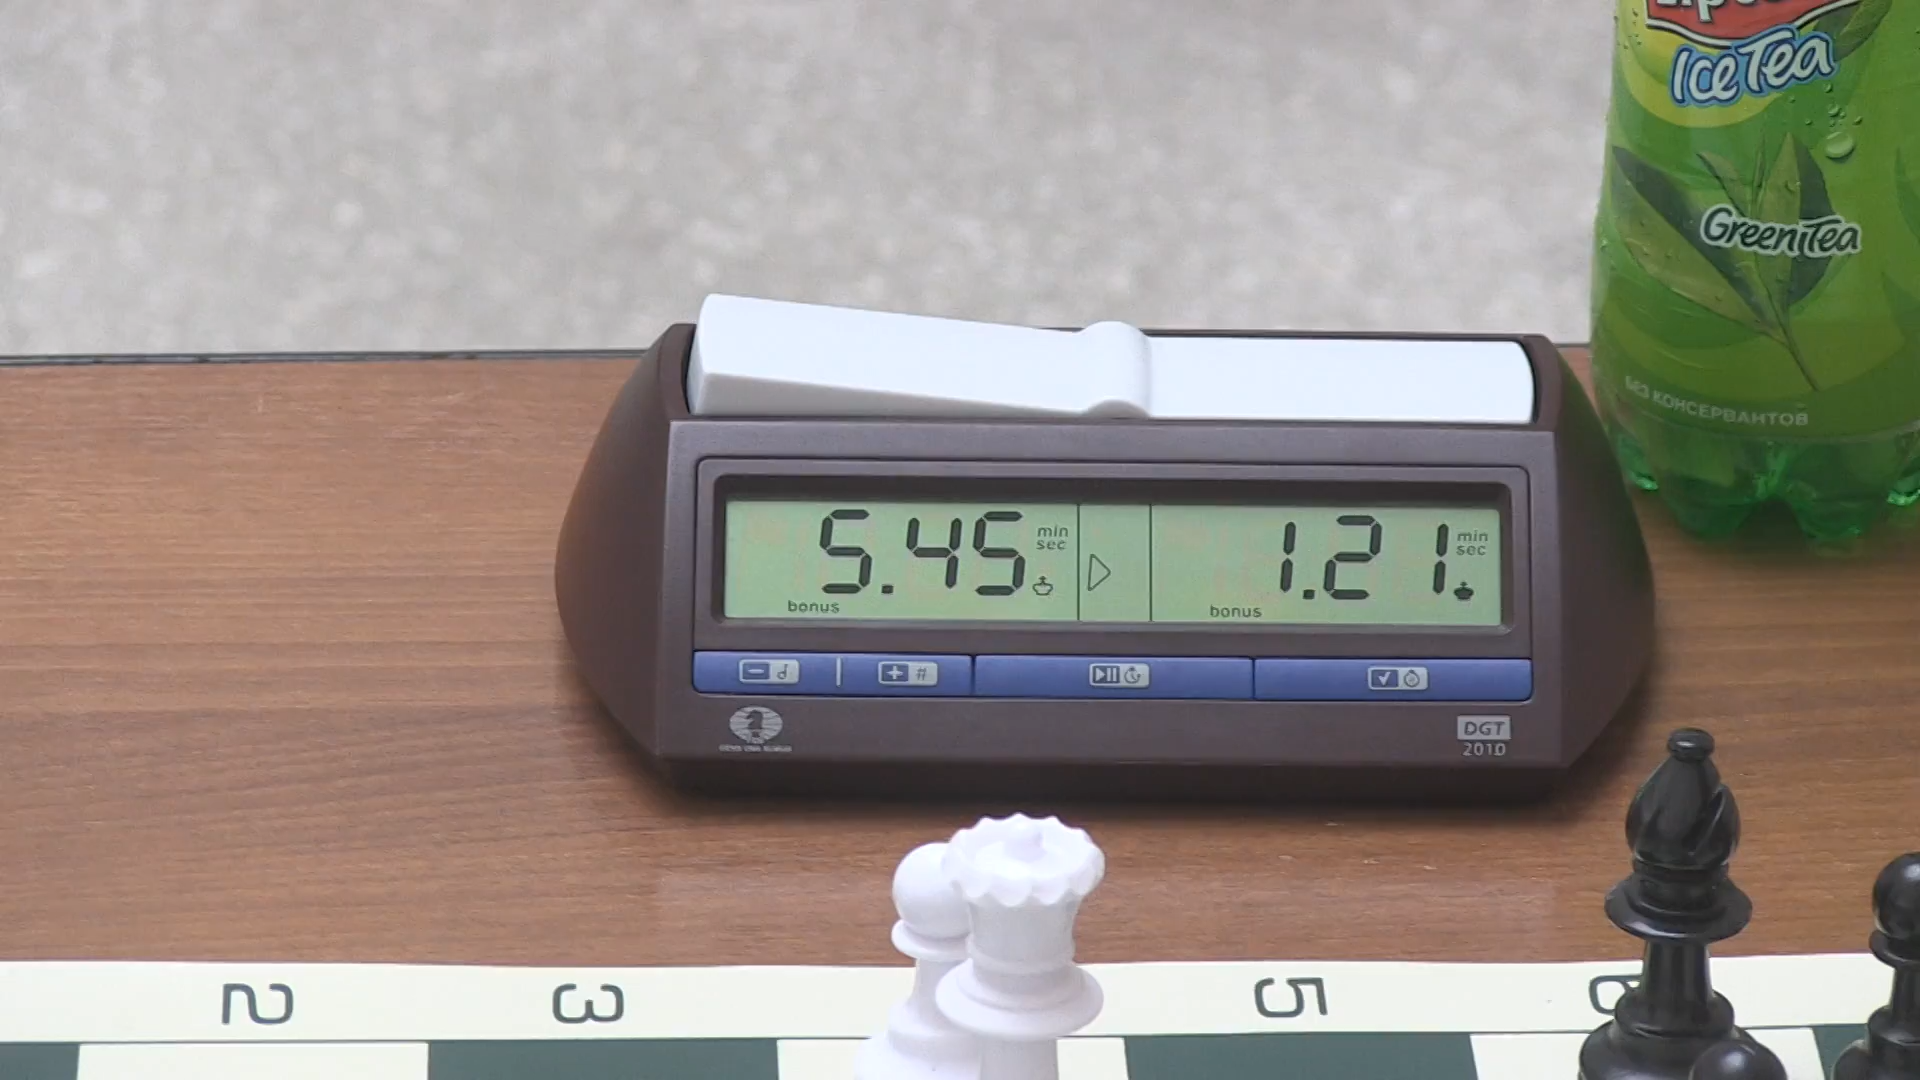 Ice Tea
Green Tea
БЕЗ КОНСЕРВАНТОВ
5.45 min sec
bonus
1.21 min sec
bonus
DGT
2010
2 3 5 6